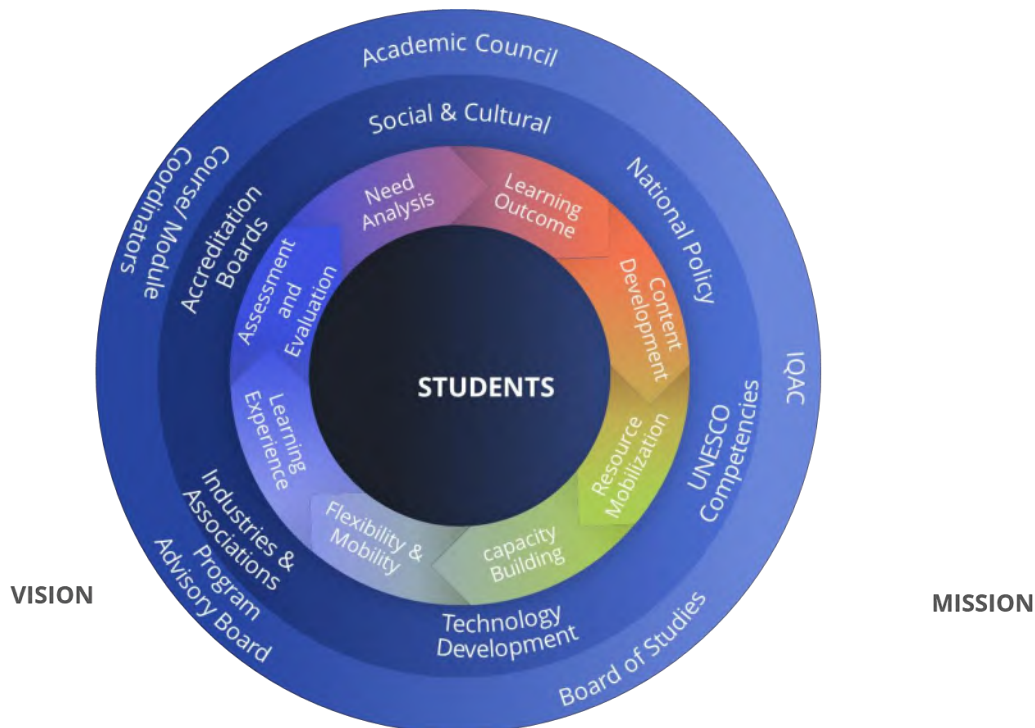 Academic Council
IQAC
Board of Studies
Program
Advisory Board
Course/ Module
Coordinators
Social & Cultural
National Policy
UNESCO
Competencies
Technology
Development
Industries &
Associations
Accreditation
Boards
Need
Analysis
Learning
Outcome
Content
Development
Resource
Mobilization
capacity
Building
Flexibility &
Mobility
Learning
Experience
Assessment
and
Evaluation
STUDENTS
VISION
MISSION